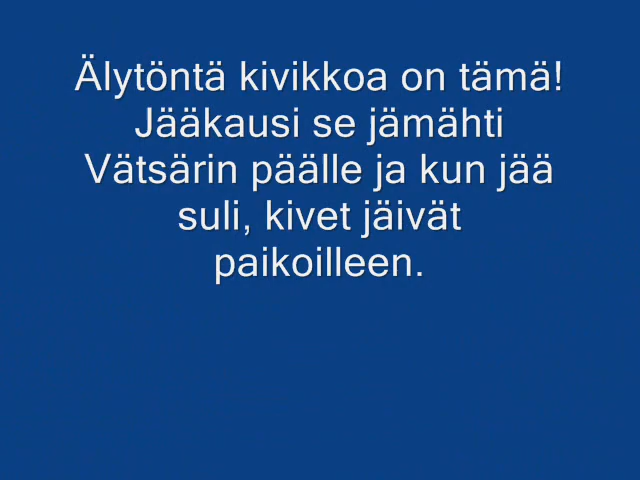 Älytöntä kivikkoa on tämä!
Jääkausi se jämähti
Vätsärin päälle ja kun jää
suli, kivet jäivät
paikoilleen.